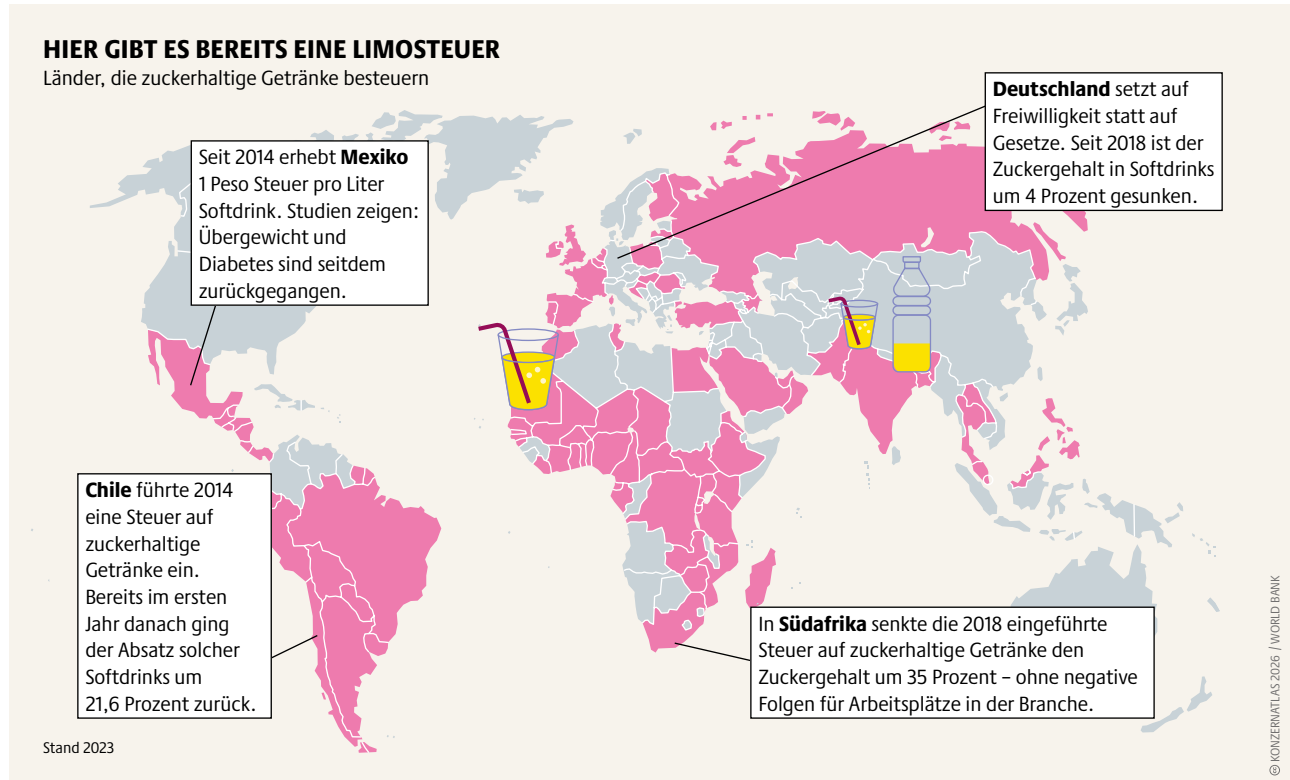 HIER GIBT ES BEREITS EINE LIMOSTEUER
Länder, die zuckerhaltige Getränke besteuern
Deutschland setzt auf
Freiwilligkeit statt auf
Gesetze. Seit 2018 ist der
Zuckergehalt in Softdrinks
um 4 Prozent gesunken.
Seit 2014 erhebt Mexiko
1 Peso Steuer pro Liter
Softdrink. Studien zeigen:
Übergewicht und
Diabetes sind seitdem
zurückgegangen.
Chile führte 2014
eine Steuer auf
zuckerhaltige
Getränke ein.
Bereits im ersten
Jahr danach ging
der Absatz solcher
Softdrinks um
21,6 Prozent zurück.
In Südafrika senkte die 2018 eingeführte
Steuer auf zuckerhaltige Getränke den
Zuckergehalt um 35 Prozent – ohne negative
Folgen für Arbeitsplätze in der Branche.
Stand 2023
KONZERNATLAS 2026 / WORLD BANK